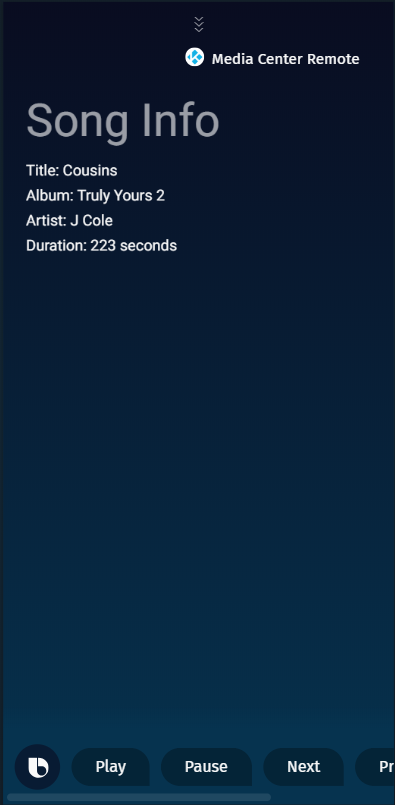 Media Center Remote
Song Info
Title: Cousins
Album: Truly Yours 2
Artist: J Cole
Duration: 223 seconds
Play
Pause
Next
Pr